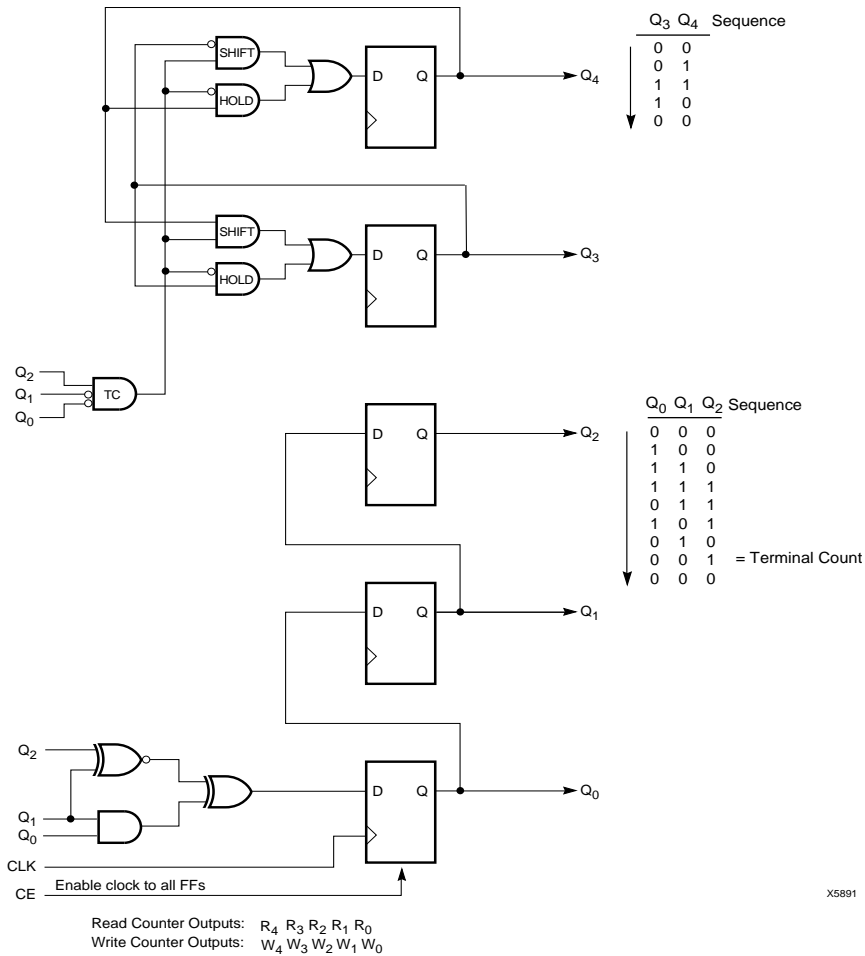 Q3 Q4 Sequence
0 0
0 1
1 1
1 0
0 0
SHIFT
HOLD
D Q
Q4
SHIFT
HOLD
D Q
Q3
Q2
Q1
Q0
TC
D Q
Q2
Q0 Q1 Q2 Sequence
0 0 0
1 0 0
1 1 0
1 1 1
0 1 1
1 0 1
0 1 0
0 0 1 = Terminal Count
0 0 0
D Q
Q1
Q2
Q1
Q0
D Q
Q0
CLK
CE Enable clock to all FFs
X5891
Read Counter Outputs: R4 R3 R2 R1 R0
Write Counter Outputs: W4 W3 W2 W1 W0